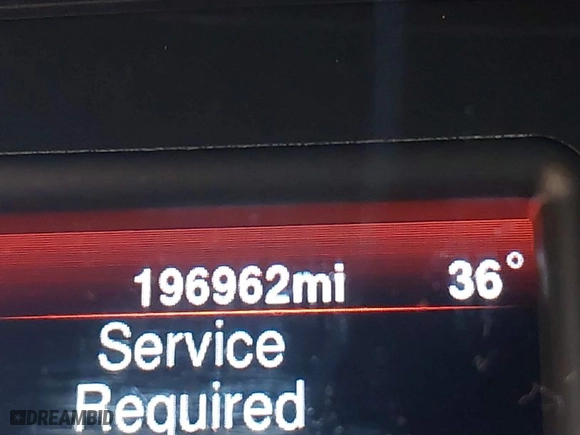 196962mi 36°
Service
Required
DREAMBID